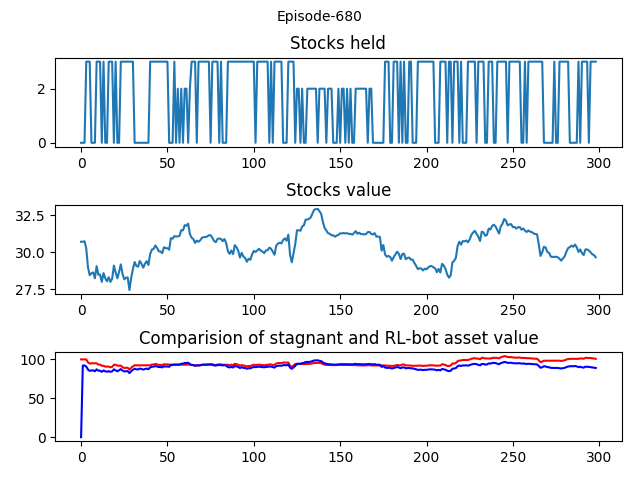 Episode-680
Stocks held
2
0
0 50 100 150 200 250 300
Stocks value
32.5
30.0
27.5
0 50 100 150 200 250 300
Comparision of stagnant and RL-bot asset value
100
50
0
0 50 100 150 200 250 300